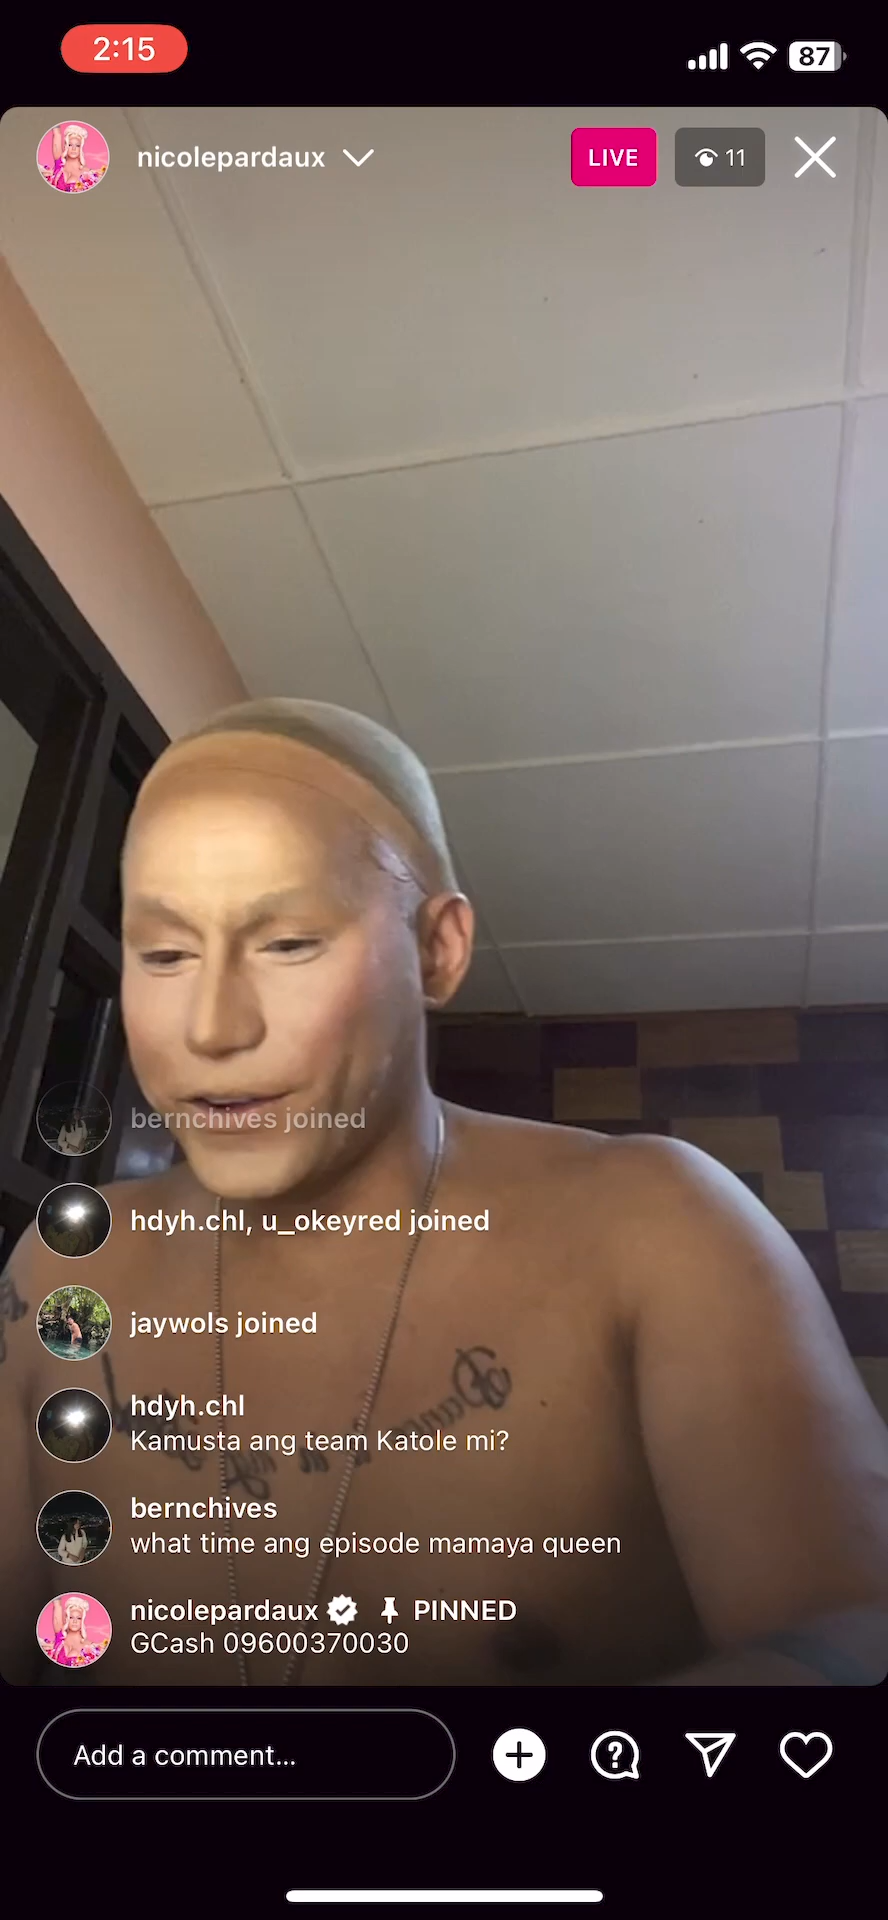 2:15
87
nicolepardaux
LIVE
11
bernchives joined
hdyh.chl, u_okeyred joined
jaywols joined
hdyh.chl
Kamusta ang team Katole mi?
bernchives
what time ang episode mamaya queen
nicolepardaux PINNED
GCash 09600370030
Add a comment...